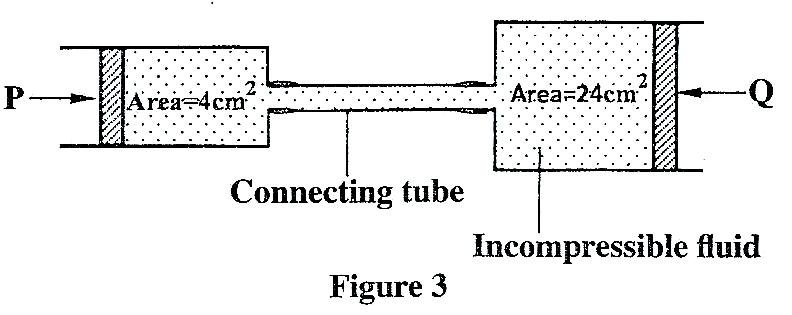 P
Area=4cm²
Area=24cm²
Q
Connecting tube
Incompressible fluid
Figure 3